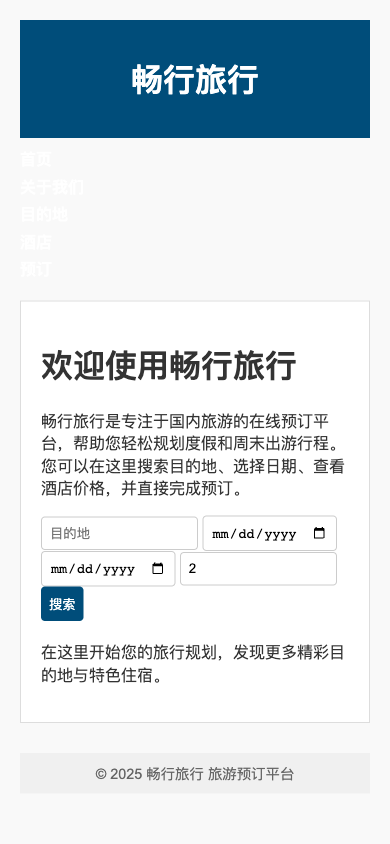 畅行旅行
首页
关于我们
目的地
酒店
预订
欢迎使用畅行旅行
畅行旅行是专注于国内旅游的在线预订平
台，帮助您轻松规划度假和周末出游行程。
您可以在这里搜索目的地、选择日期、查看
酒店价格，并直接完成预订。
目的地 mm/dd/yyyy
mm/dd/yyyy 2
搜索
在这里开始您的旅行规划，发现更多精彩目
的地与特色住宿。
© 2025 畅行旅行 旅游预订平台